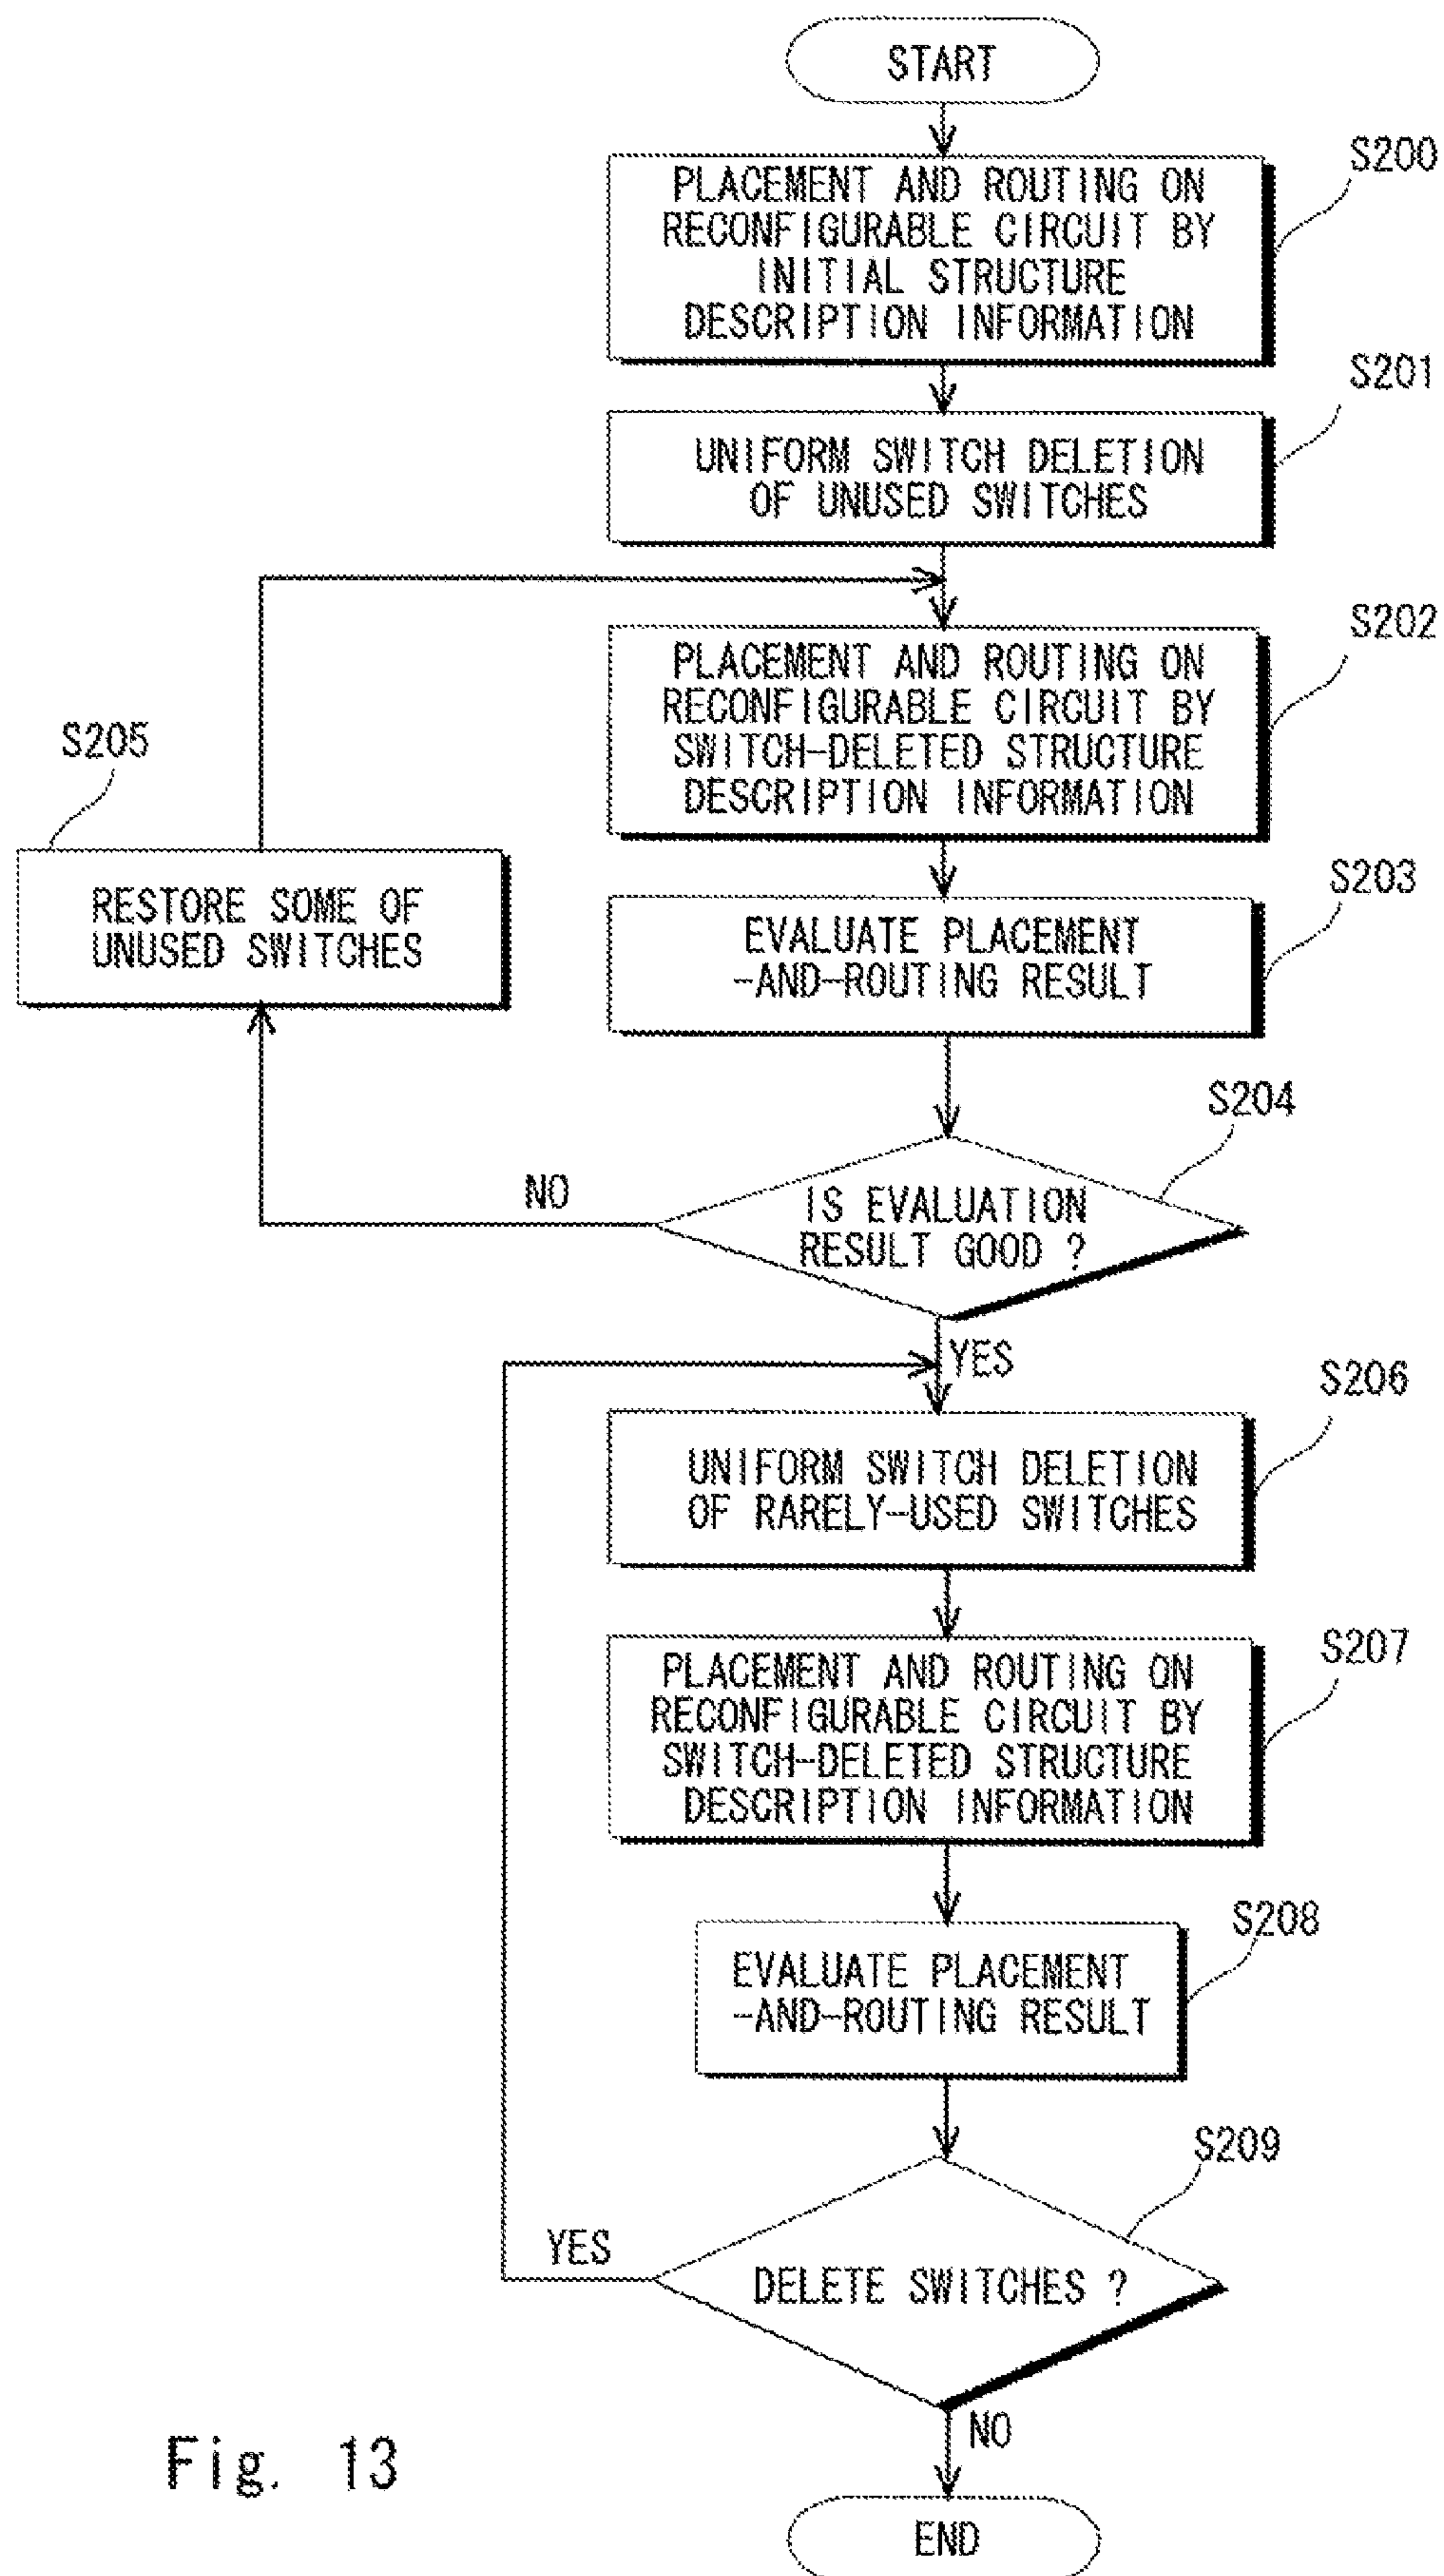 START
S200
PLACEMENT AND ROUTING ON
RECONFIGURABLE CIRCUIT BY
INITIAL STRUCTURE
DESCRIPTION INFORMATION
S201
UNIFORM SWITCH DELETION
OF UNUSED SWITCHES
S202
PLACEMENT AND ROUTING ON
RECONFIGURABLE CIRCUIT BY
SWITCH-DELETED STRUCTURE
DESCRIPTION INFORMATION
S205
RESTORE SOME OF
UNUSED SWITCHES
S203
EVALUATE PLACEMENT
-AND-ROUTING RESULT
S204
NO
IS EVALUATION
RESULT GOOD ?
YES
S206
UNIFORM SWITCH DELETION
OF RARELY-USED SWITCHES
S207
PLACEMENT AND ROUTING ON
RECONFIGURABLE CIRCUIT BY
SWITCH-DELETED STRUCTURE
DESCRIPTION INFORMATION
S208
EVALUATE PLACEMENT
-AND-ROUTING RESULT
S209
YES
DELETE SWITCHES ?
NO
Fig. 13
END